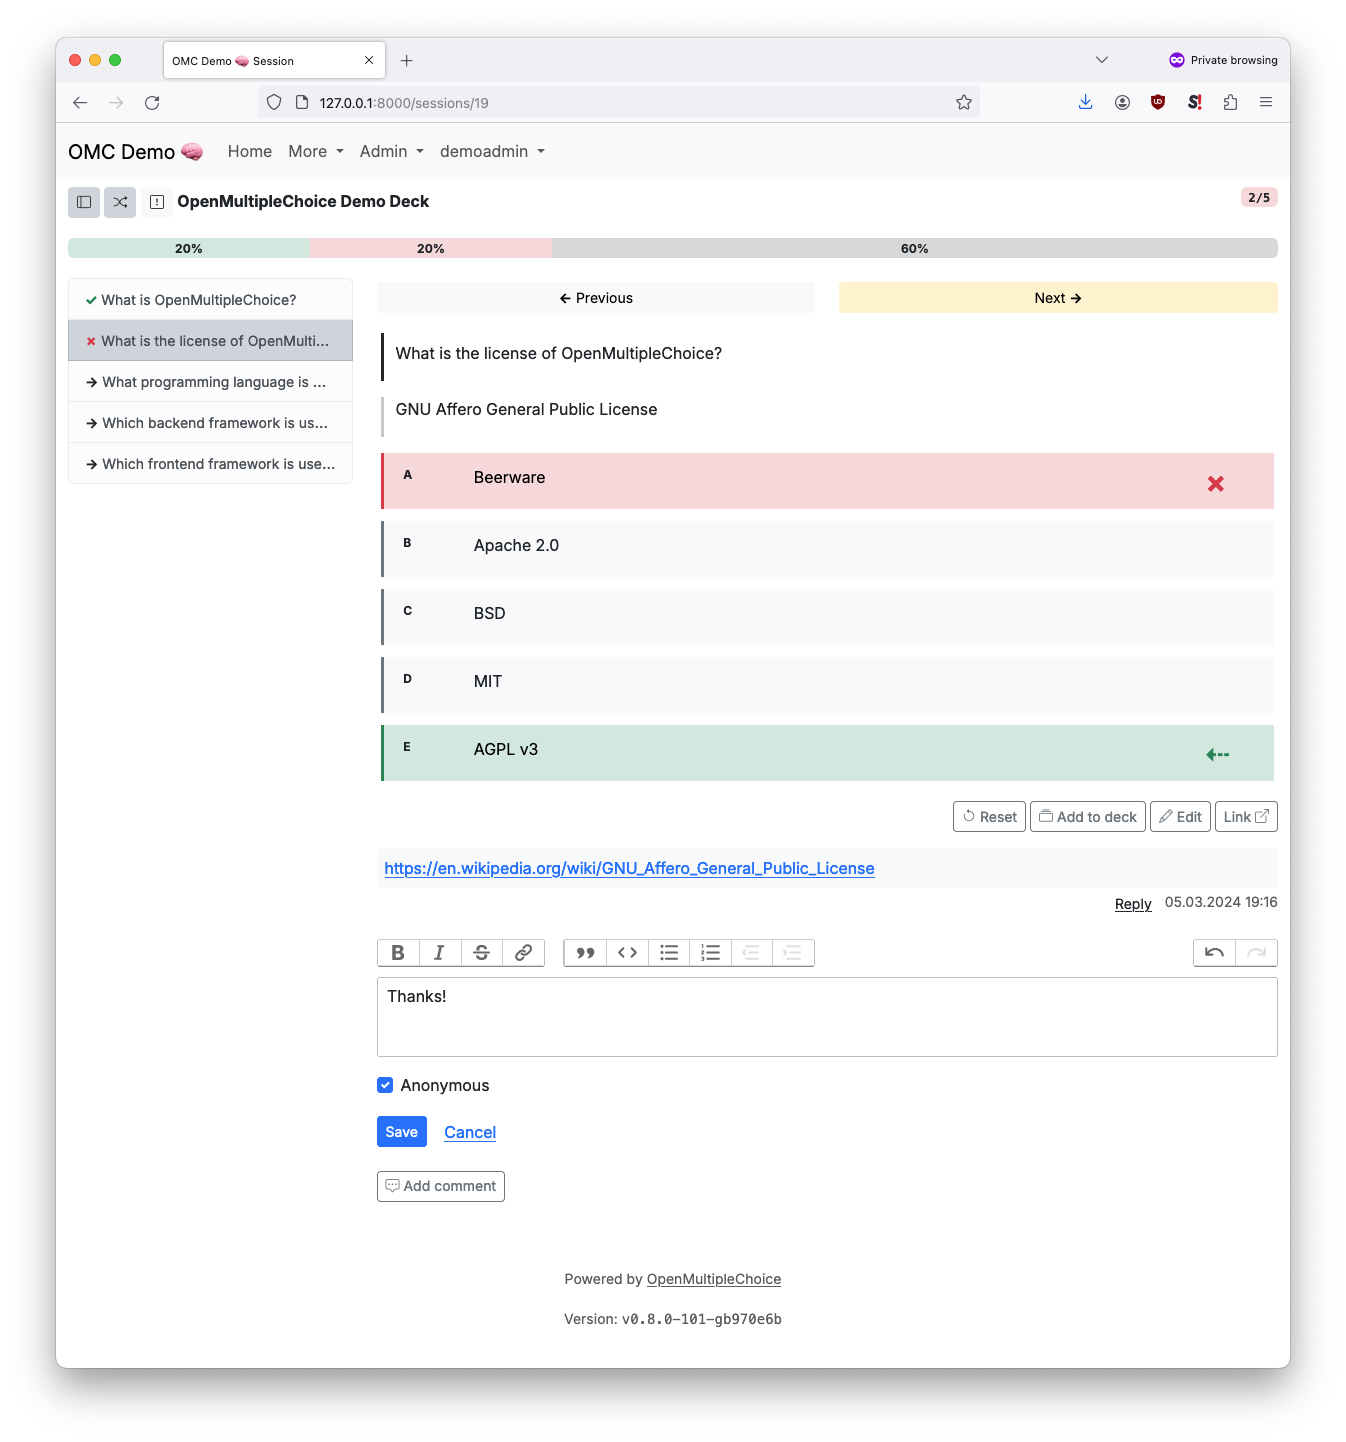 OMC Demo 🧠 Session
Private browsing
127.0.0.1:8000/sessions/19
OMC Demo 🧠 Home More Admin demoadmin
OpenMultipleChoice Demo Deck
2/5
20% 20% 60%
What is OpenMultipleChoice?
What is the license of OpenMulti...
What programming language is ...
Which backend framework is us...
Which frontend framework is use...
← Previous
Next →
What is the license of OpenMultipleChoice?
GNU Affero General Public License
A Beerware
B Apache 2.0
C BSD
D MIT
E AGPL v3
Reset Add to deck Edit Link
https://en.wikipedia.org/wiki/GNU_Affero_General_Public_License
Reply 05.03.2024 19:16
Thanks!
Anonymous
Save Cancel
Add comment
Powered by OpenMultipleChoice
Version: v0.8.0-101-gb970e6b